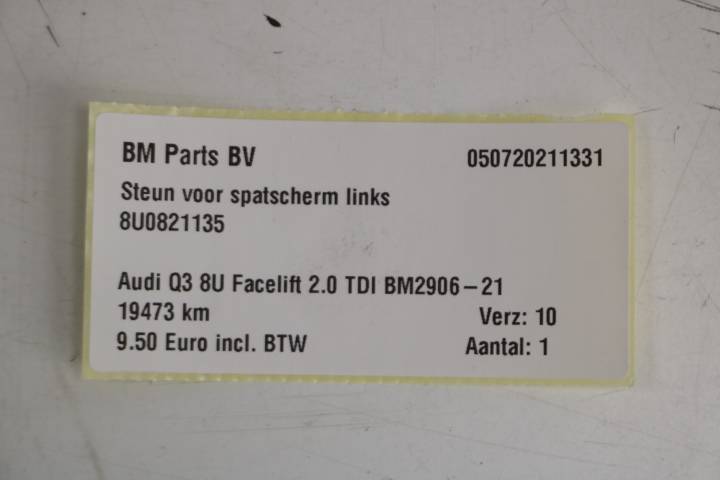 BM Parts BV 050720211331
Steun voor spatscherm links
8U0821135
Audi Q3 8U Facelift 2.0 TDI BM2906-21
19473 km Verz: 10
9.50 Euro incl. BTW Aantal: 1